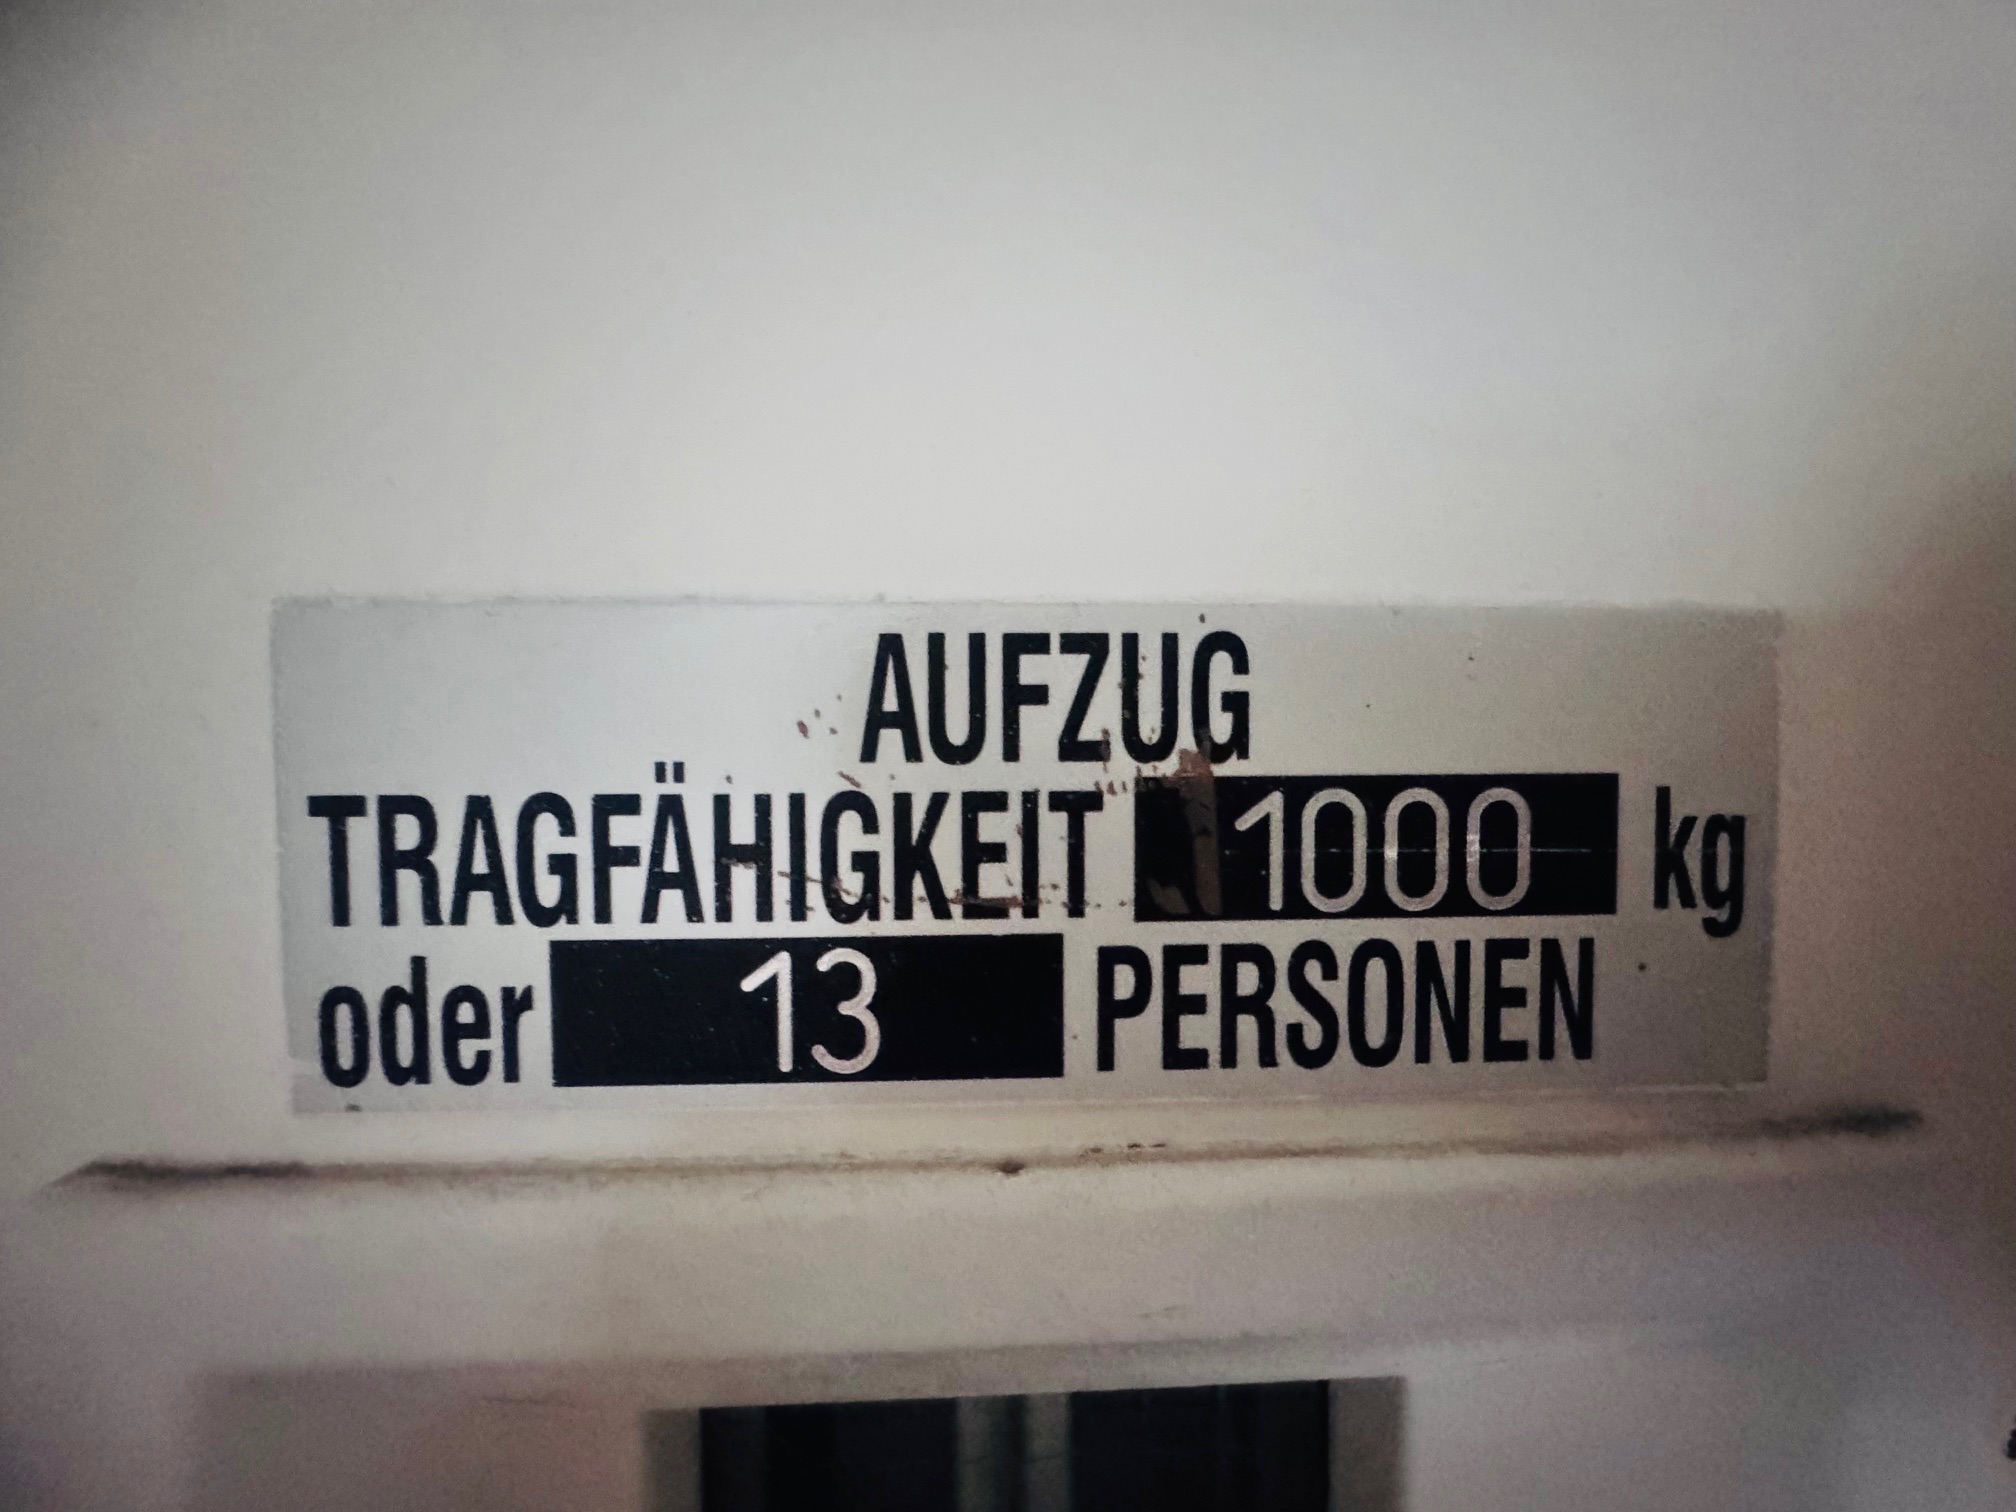 AUFZUG
TRAGFÄHIGKEIT 1000 kg
oder 13 PERSONEN